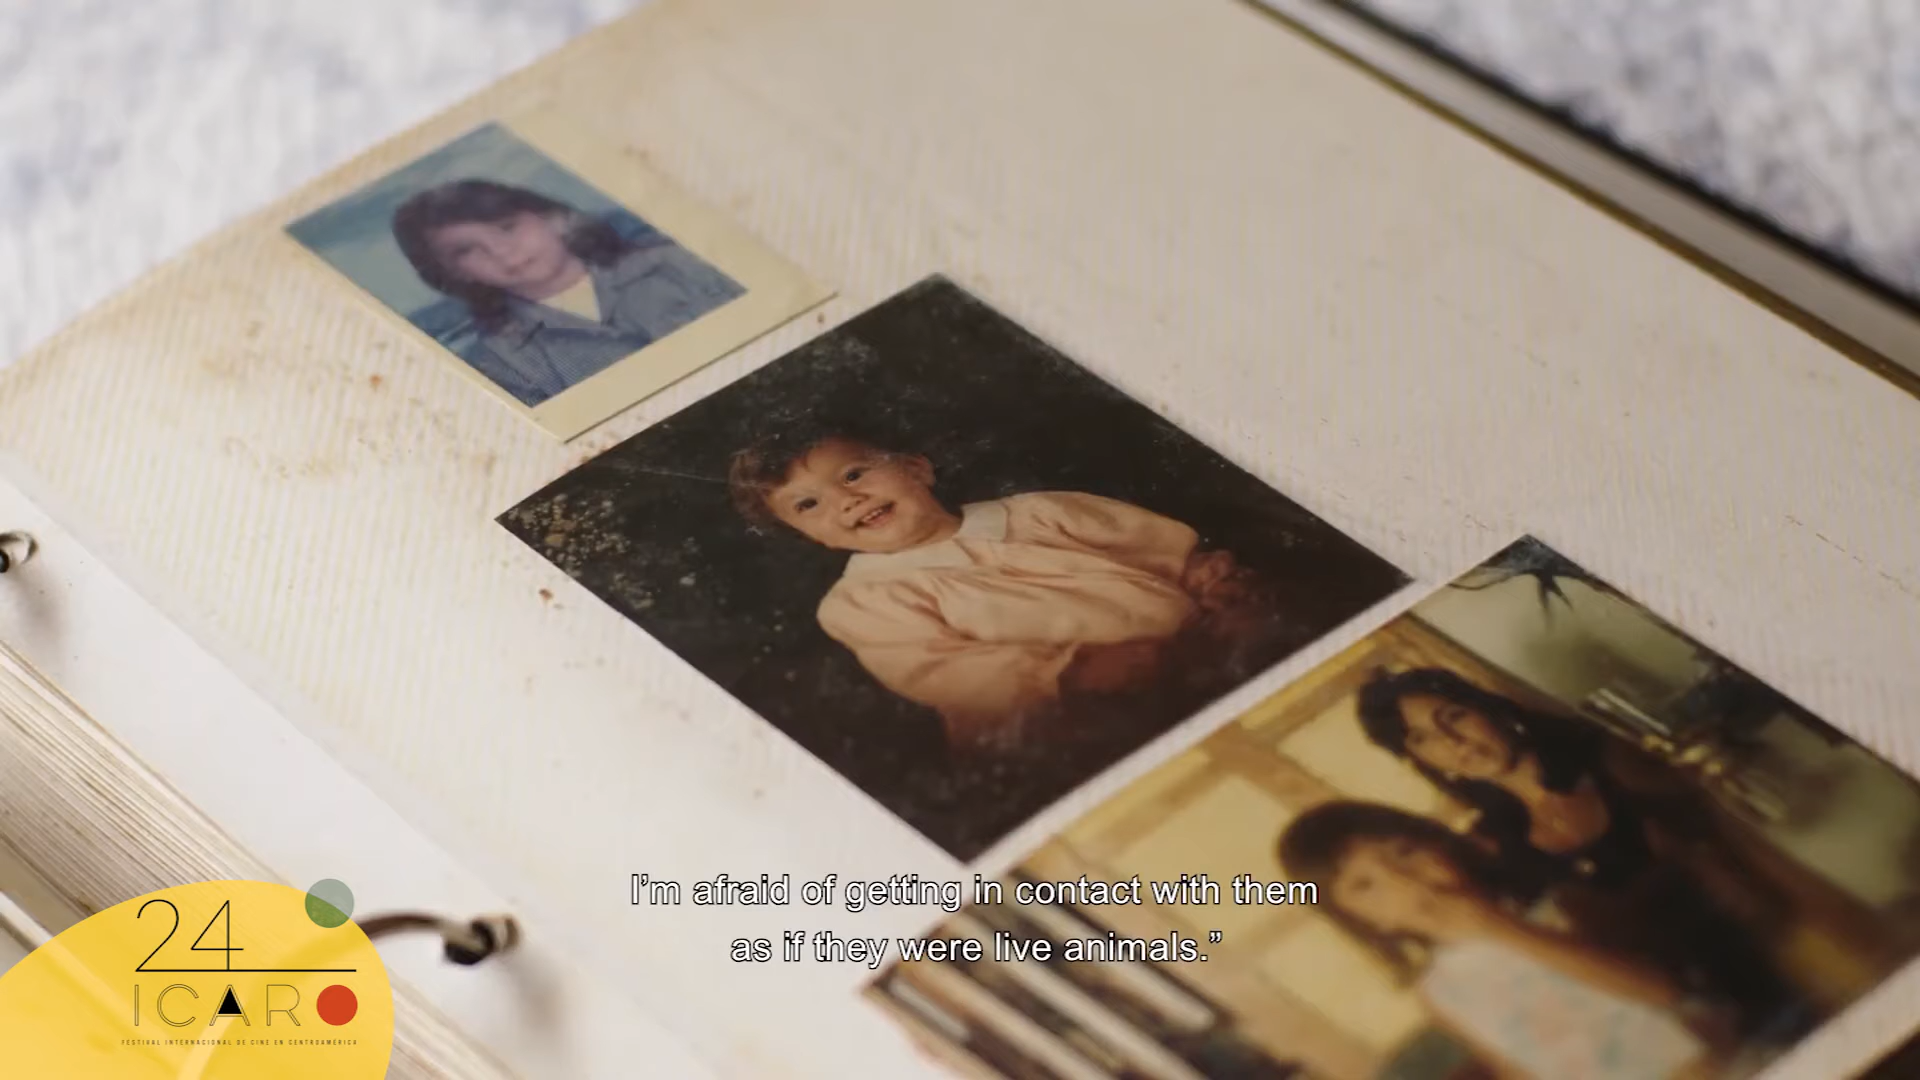 I’m afraid of getting in contact with them
as if they were live animals.”
24
ICARO
FESTIVAL INTERNACIONAL DE CINE EN CENTROAMÉRICA